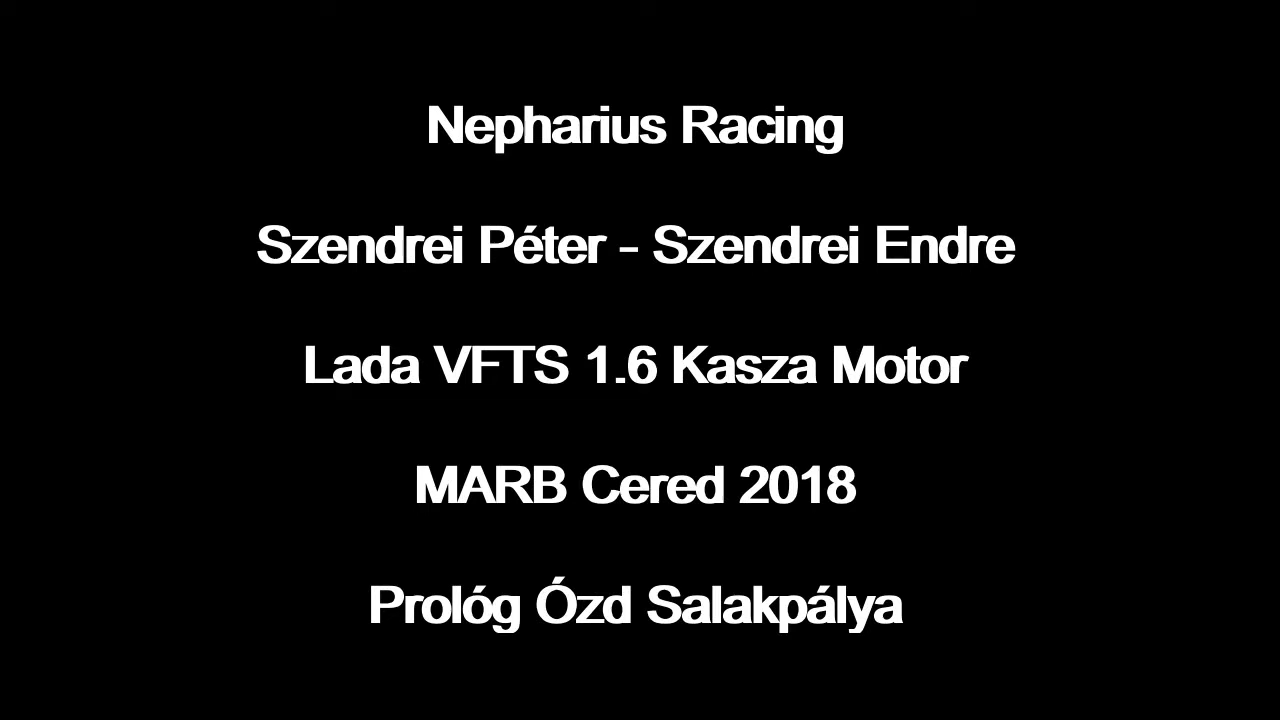 Nepharius Racing
Szendrei Péter - Szendrei Endre
Lada VFTS 1.6 Kasza Motor
MARB Cered 2018
Prológ Ózd Salakpálya